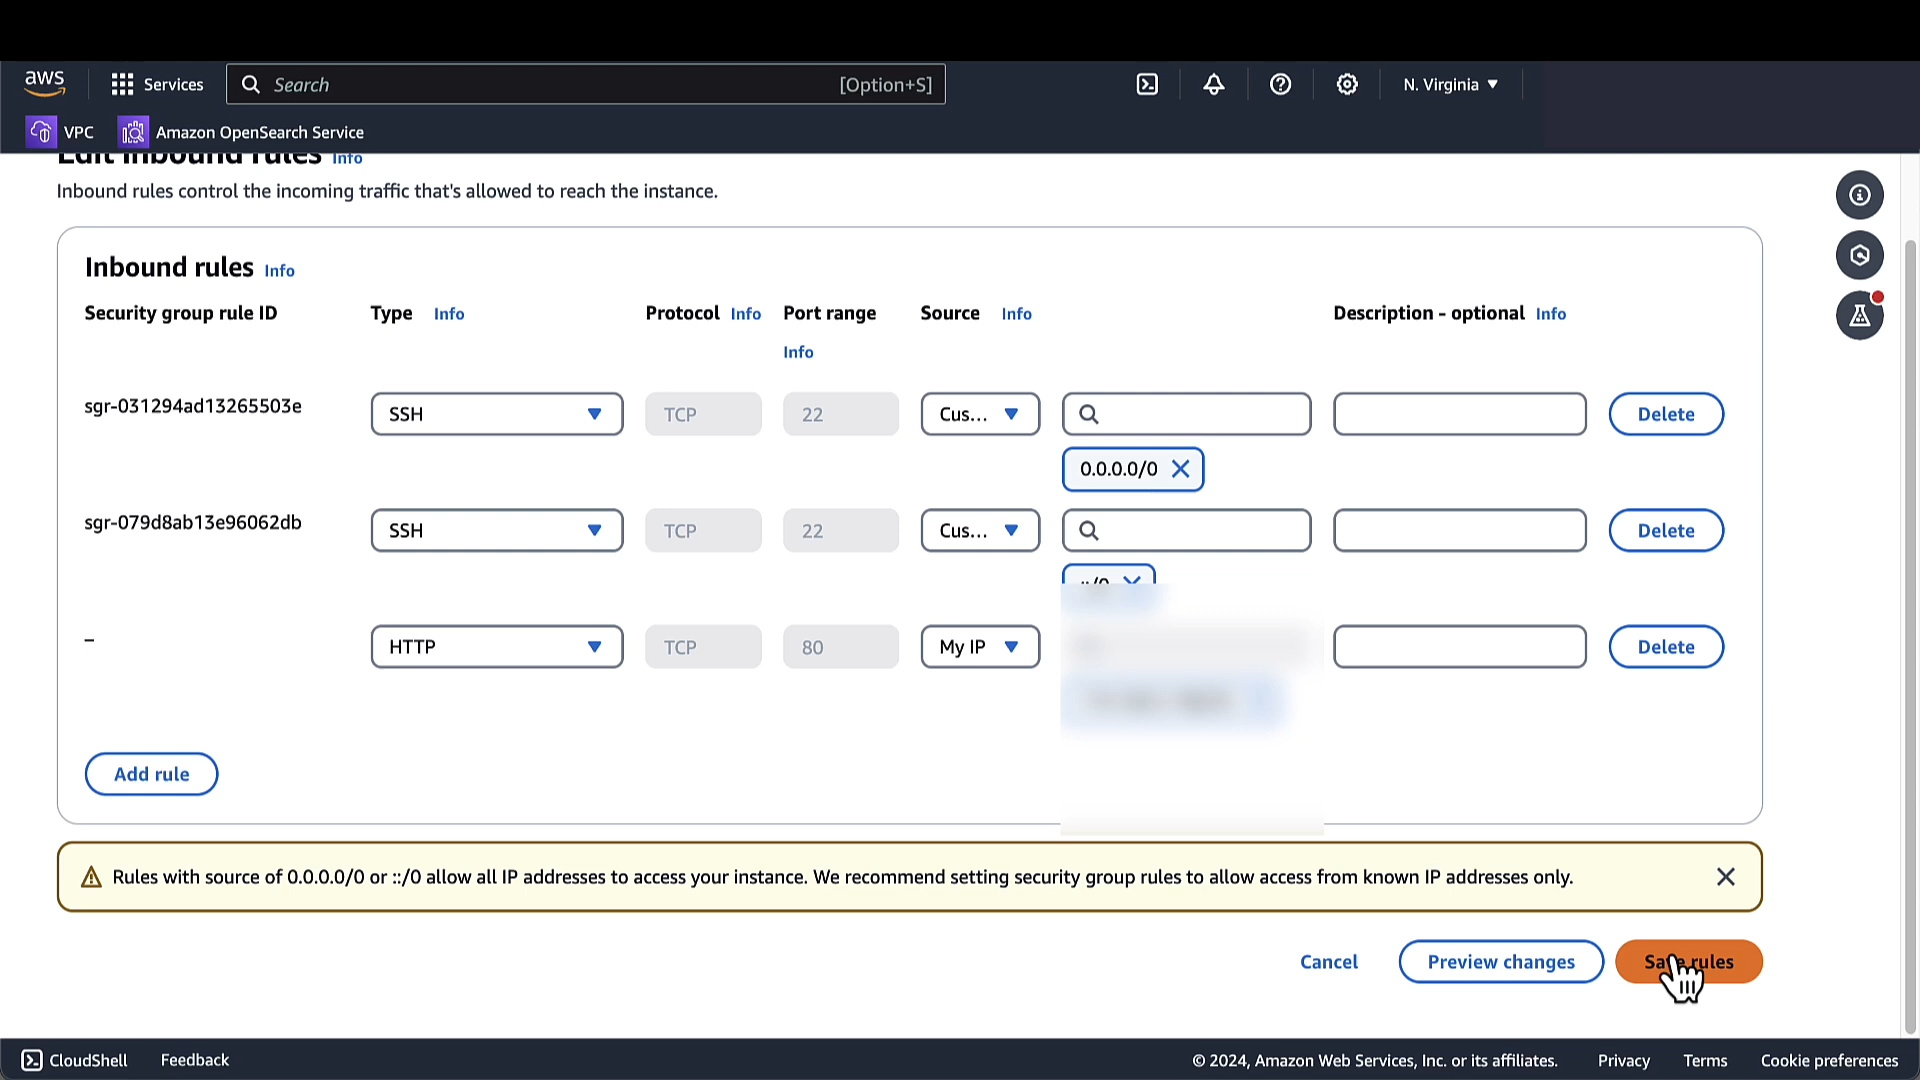 aws Services Search [Option+S] N. Virginia
VPC Amazon OpenSearch Service
Edit inbound rules Info
Inbound rules control the incoming traffic that's allowed to reach the instance.
Inbound rules Info
Security group rule ID Type Info Protocol Info Port range Source Info Description - optional Info
Info
sgr-031294ad13265503e SSH TCP 22 Cus... Delete
0.0.0.0/0
sgr-079d8ab13e96062db SSH TCP 22 Cus... Delete
::/0
– HTTP TCP 80 My IP Delete
Add rule
Rules with source of 0.0.0.0/0 or ::/0 allow all IP addresses to access your instance. We recommend setting security group rules to allow access from known IP addresses only.
Cancel Preview changes Save rules
CloudShell Feedback © 2024, Amazon Web Services, Inc. or its affiliates. Privacy Terms Cookie preferences